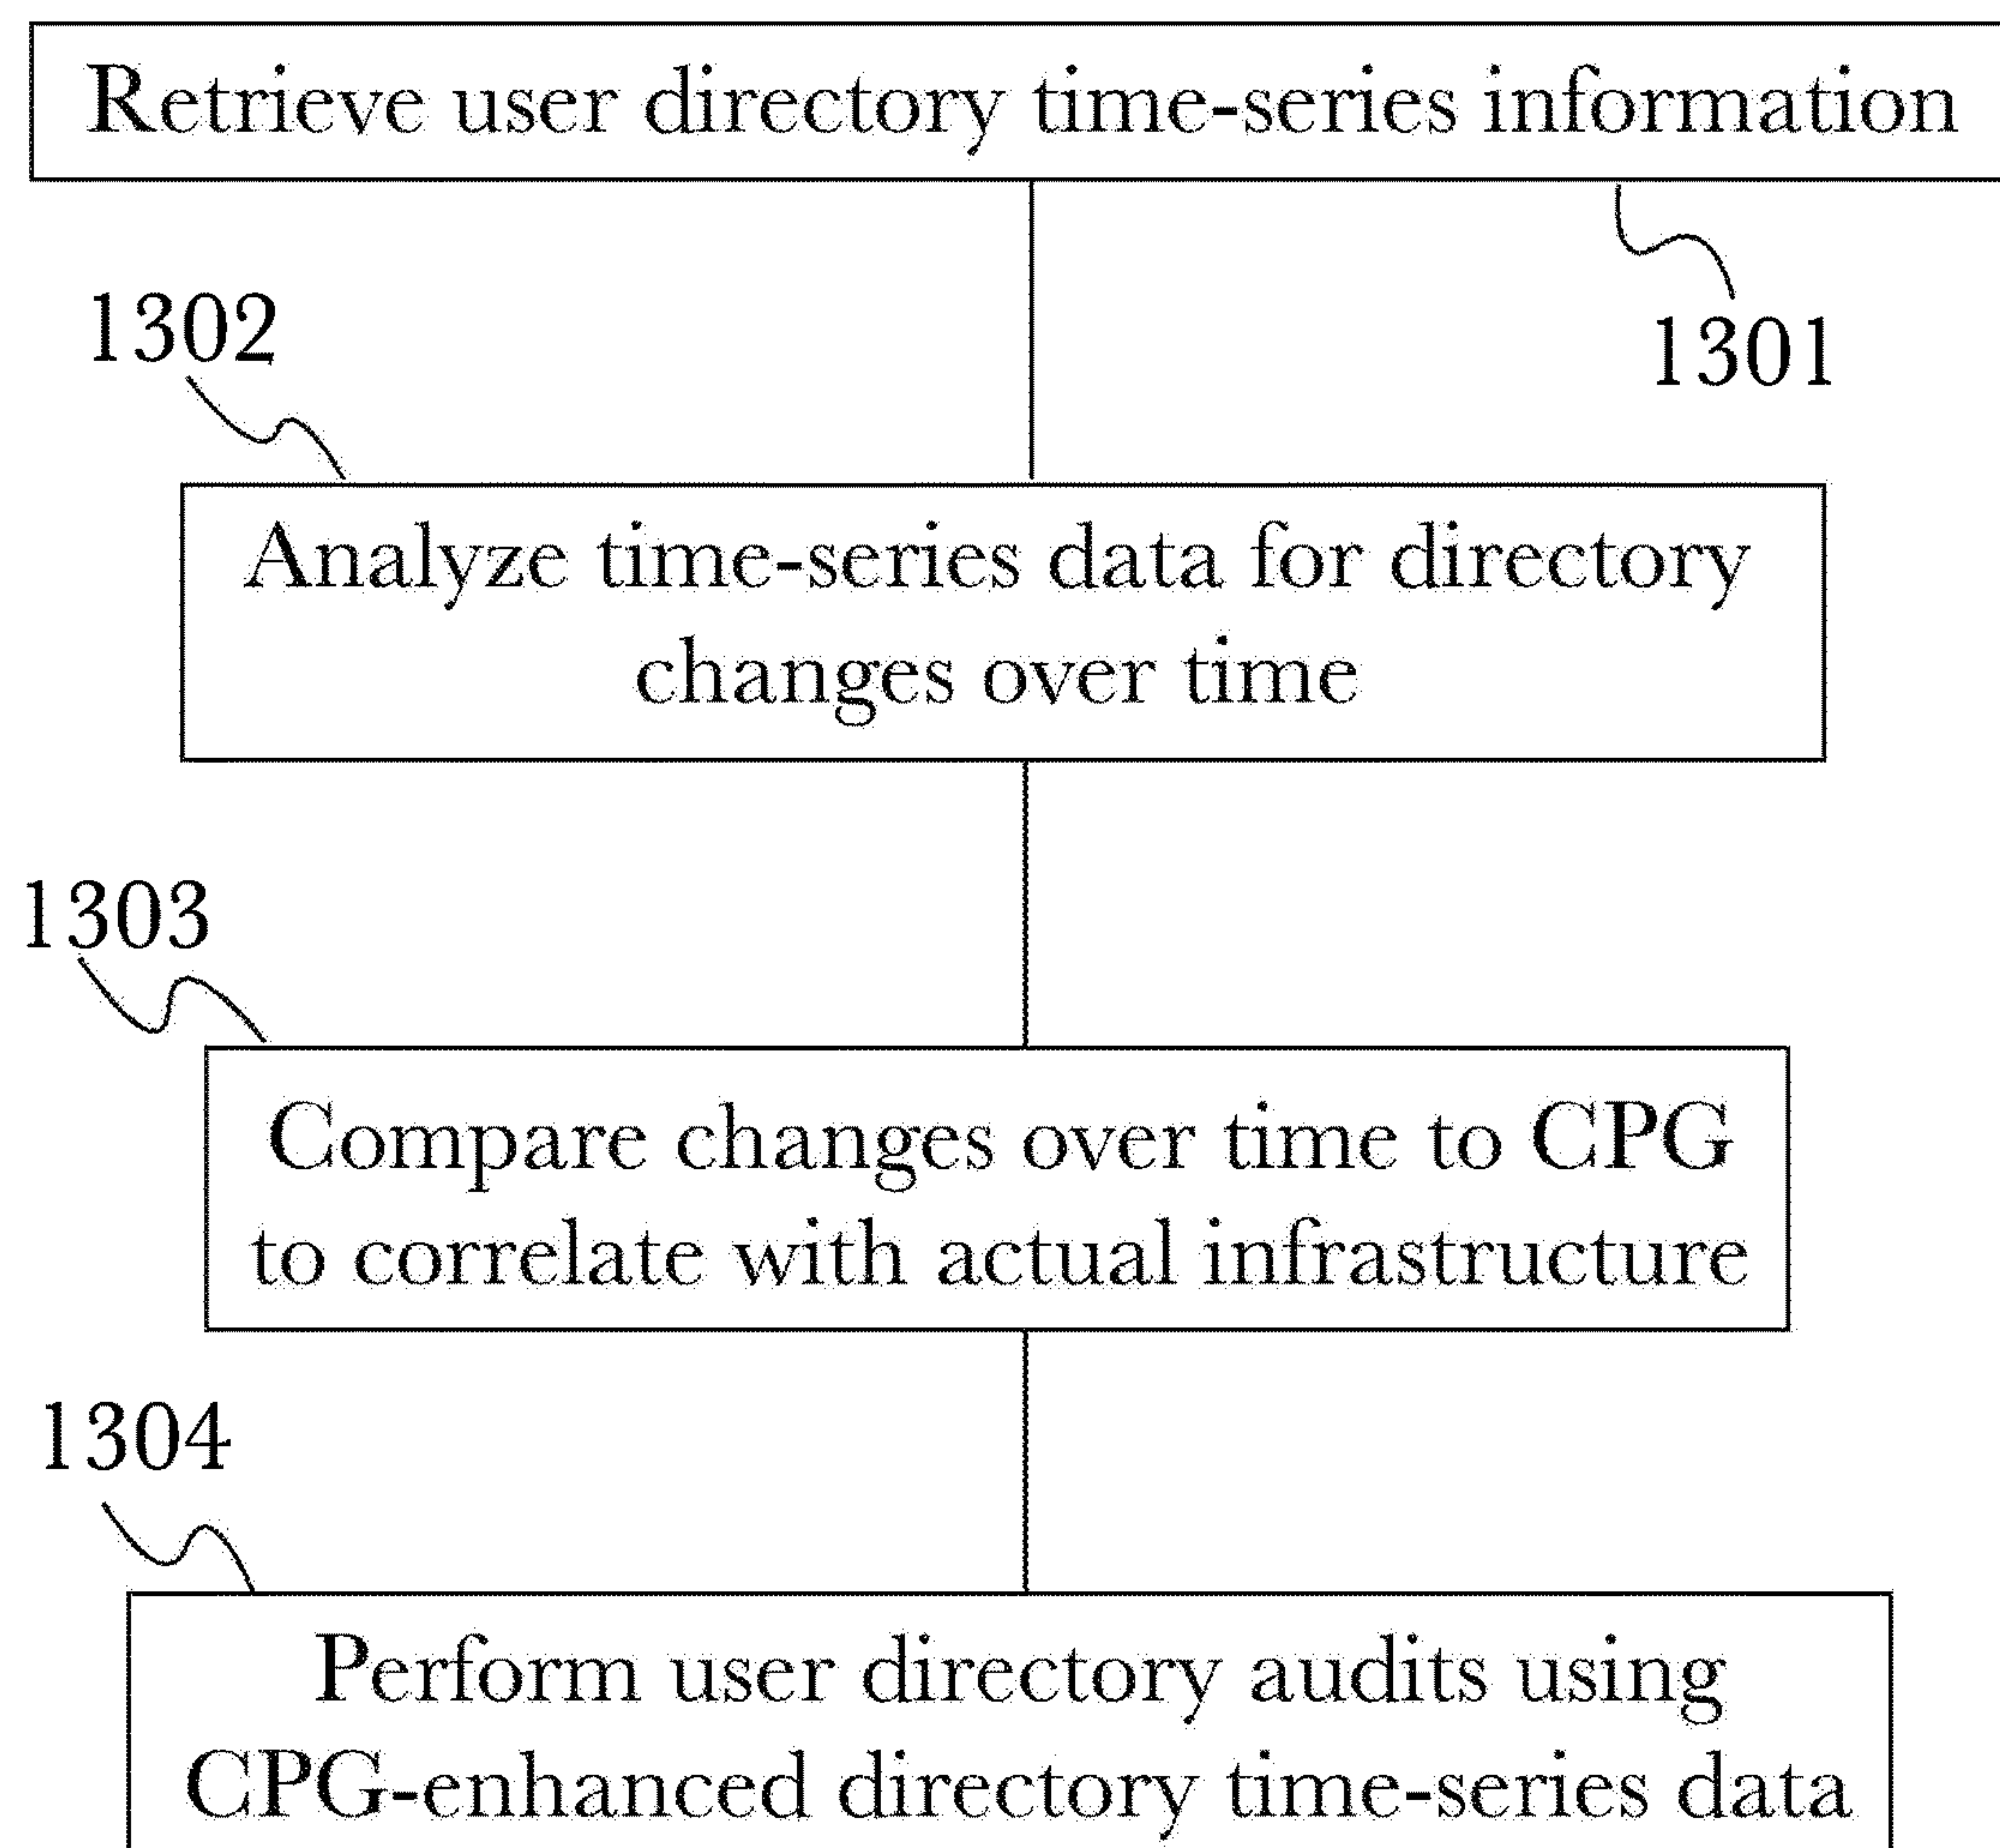 Retrieve user directory time-series information
1301
1302
Analyze time-series data for directory
changes over time
1303
Compare changes over time to CPG
to correlate with actual infrastructure
1304
Perform user directory audits using
CPG-enhanced directory time-series data